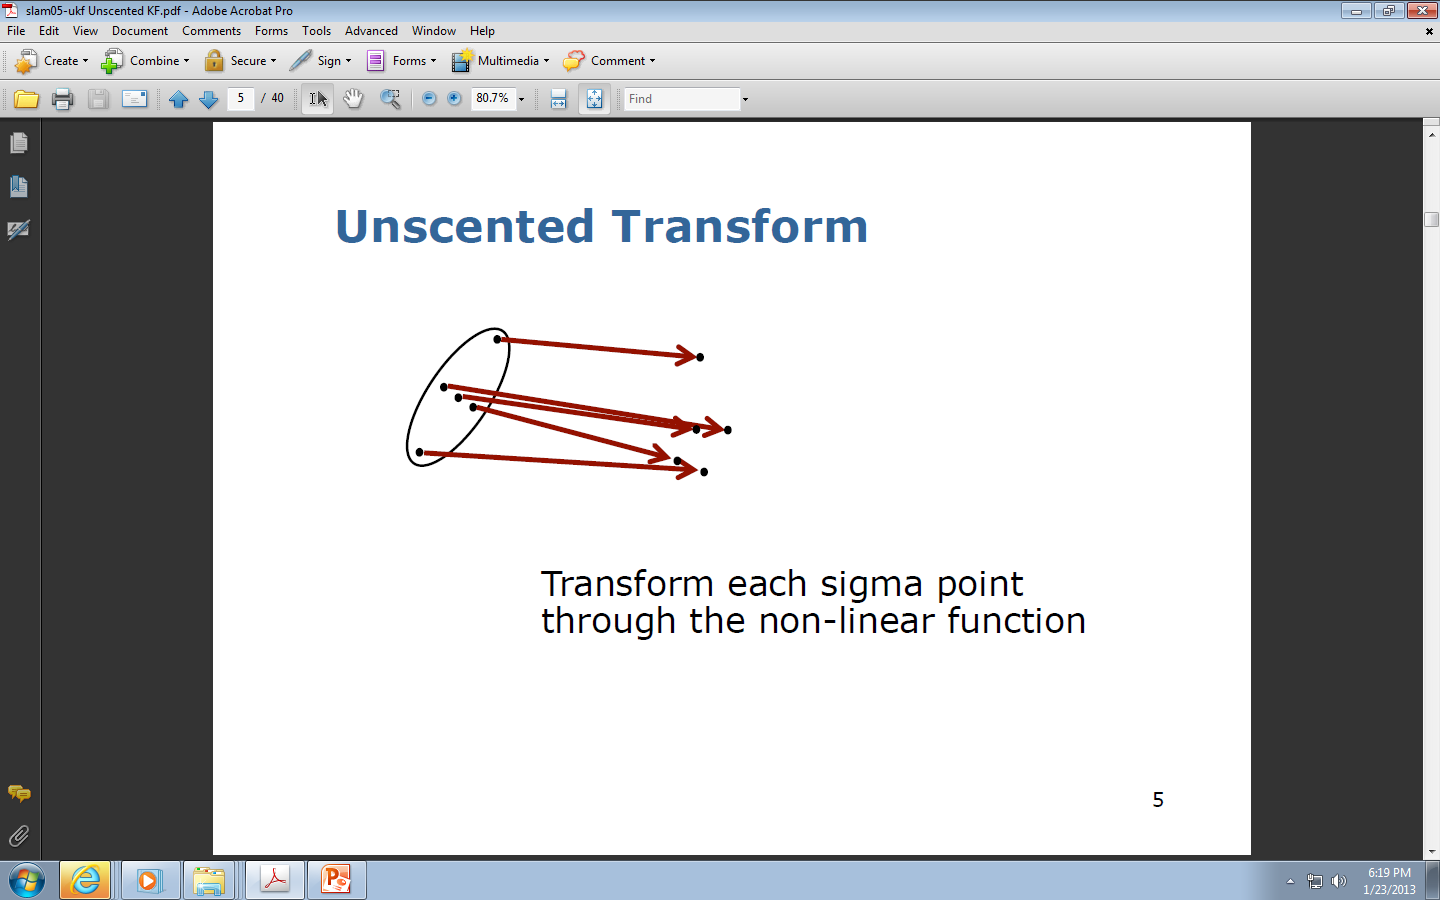 slam05-ukf Unscented KF.pdf - Adobe Acrobat Pro
File Edit View Document Comments Forms Tools Advanced Window Help
Create Combine Secure Sign Forms Multimedia Comment
5 / 40 80.7% Find
Unscented Transform
Transform each sigma point
through the non-linear function
5
6:19 PM
1/23/2013